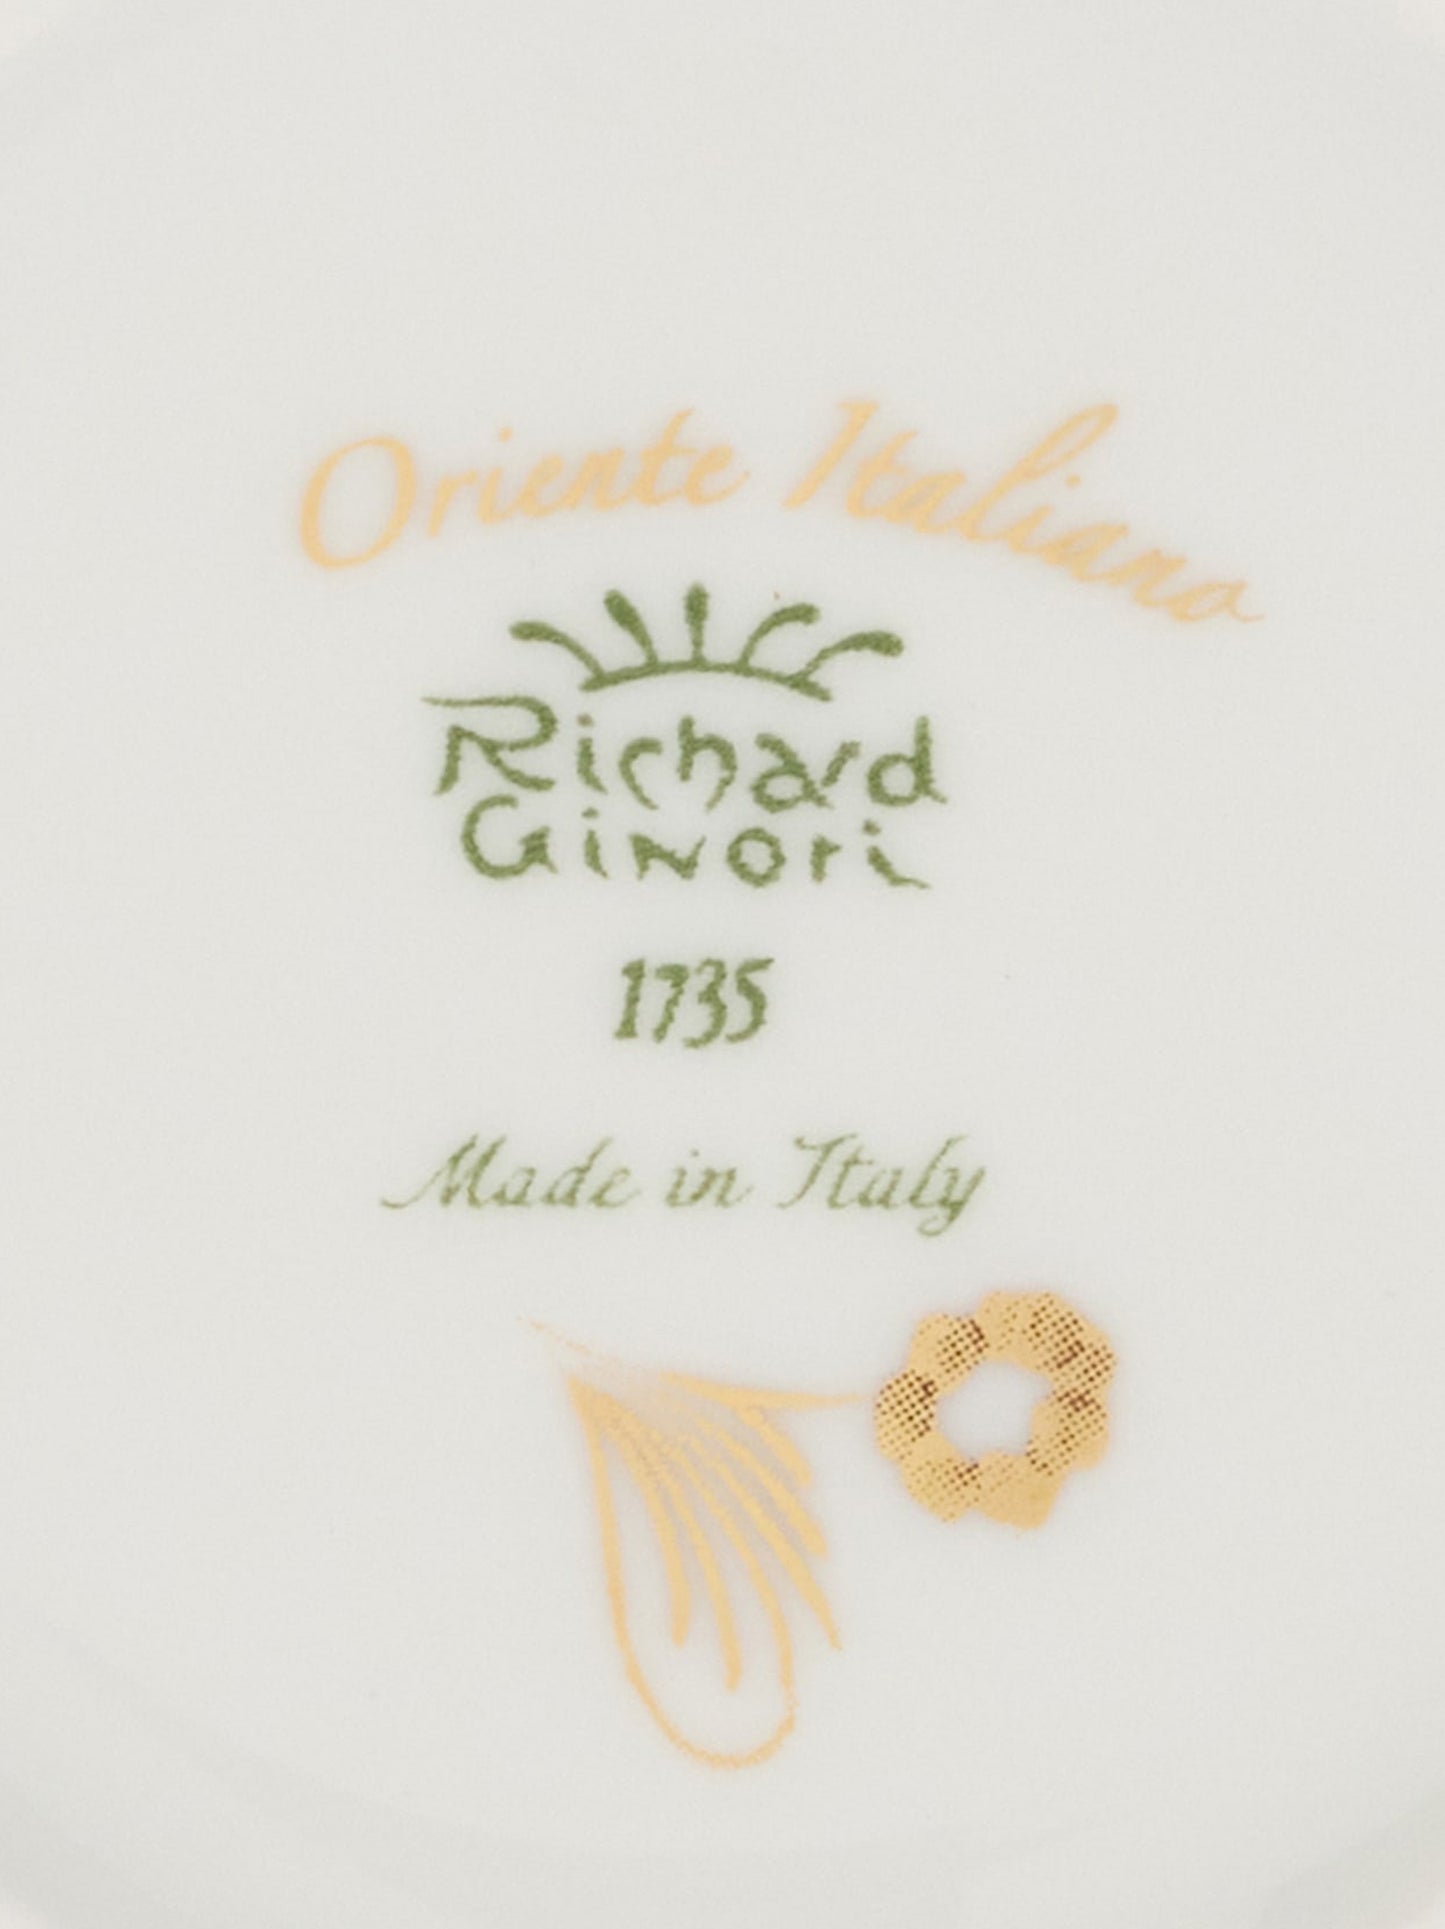 Oriente Italiano
Richard
Ginori
1735
Made in Italy